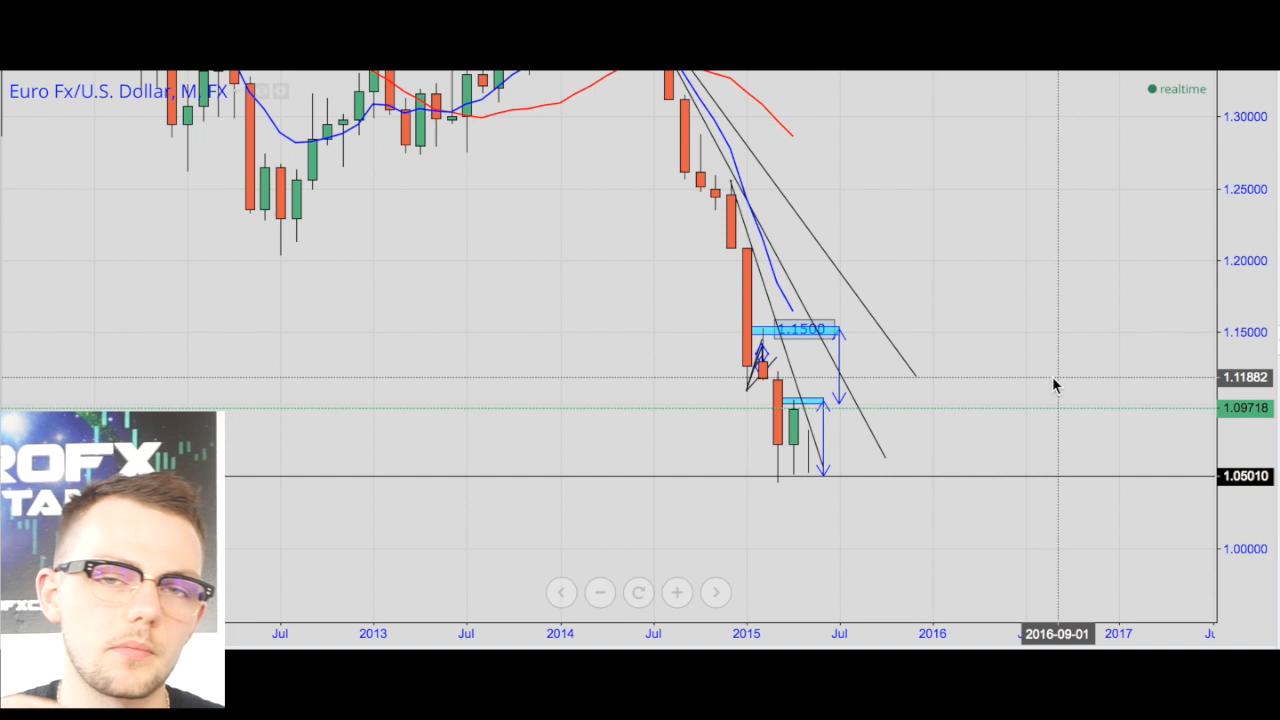 Euro Fx/U.S. Dollar, M, FX
realtime
1.30000
1.25000
1.20000
1.15000
1.1500
1.11882
1.09718
1.05010
1.00000
ROFX
Jul
2013
Jul
2014
Jul
2015
Jul
2016
2016-09-01
2017